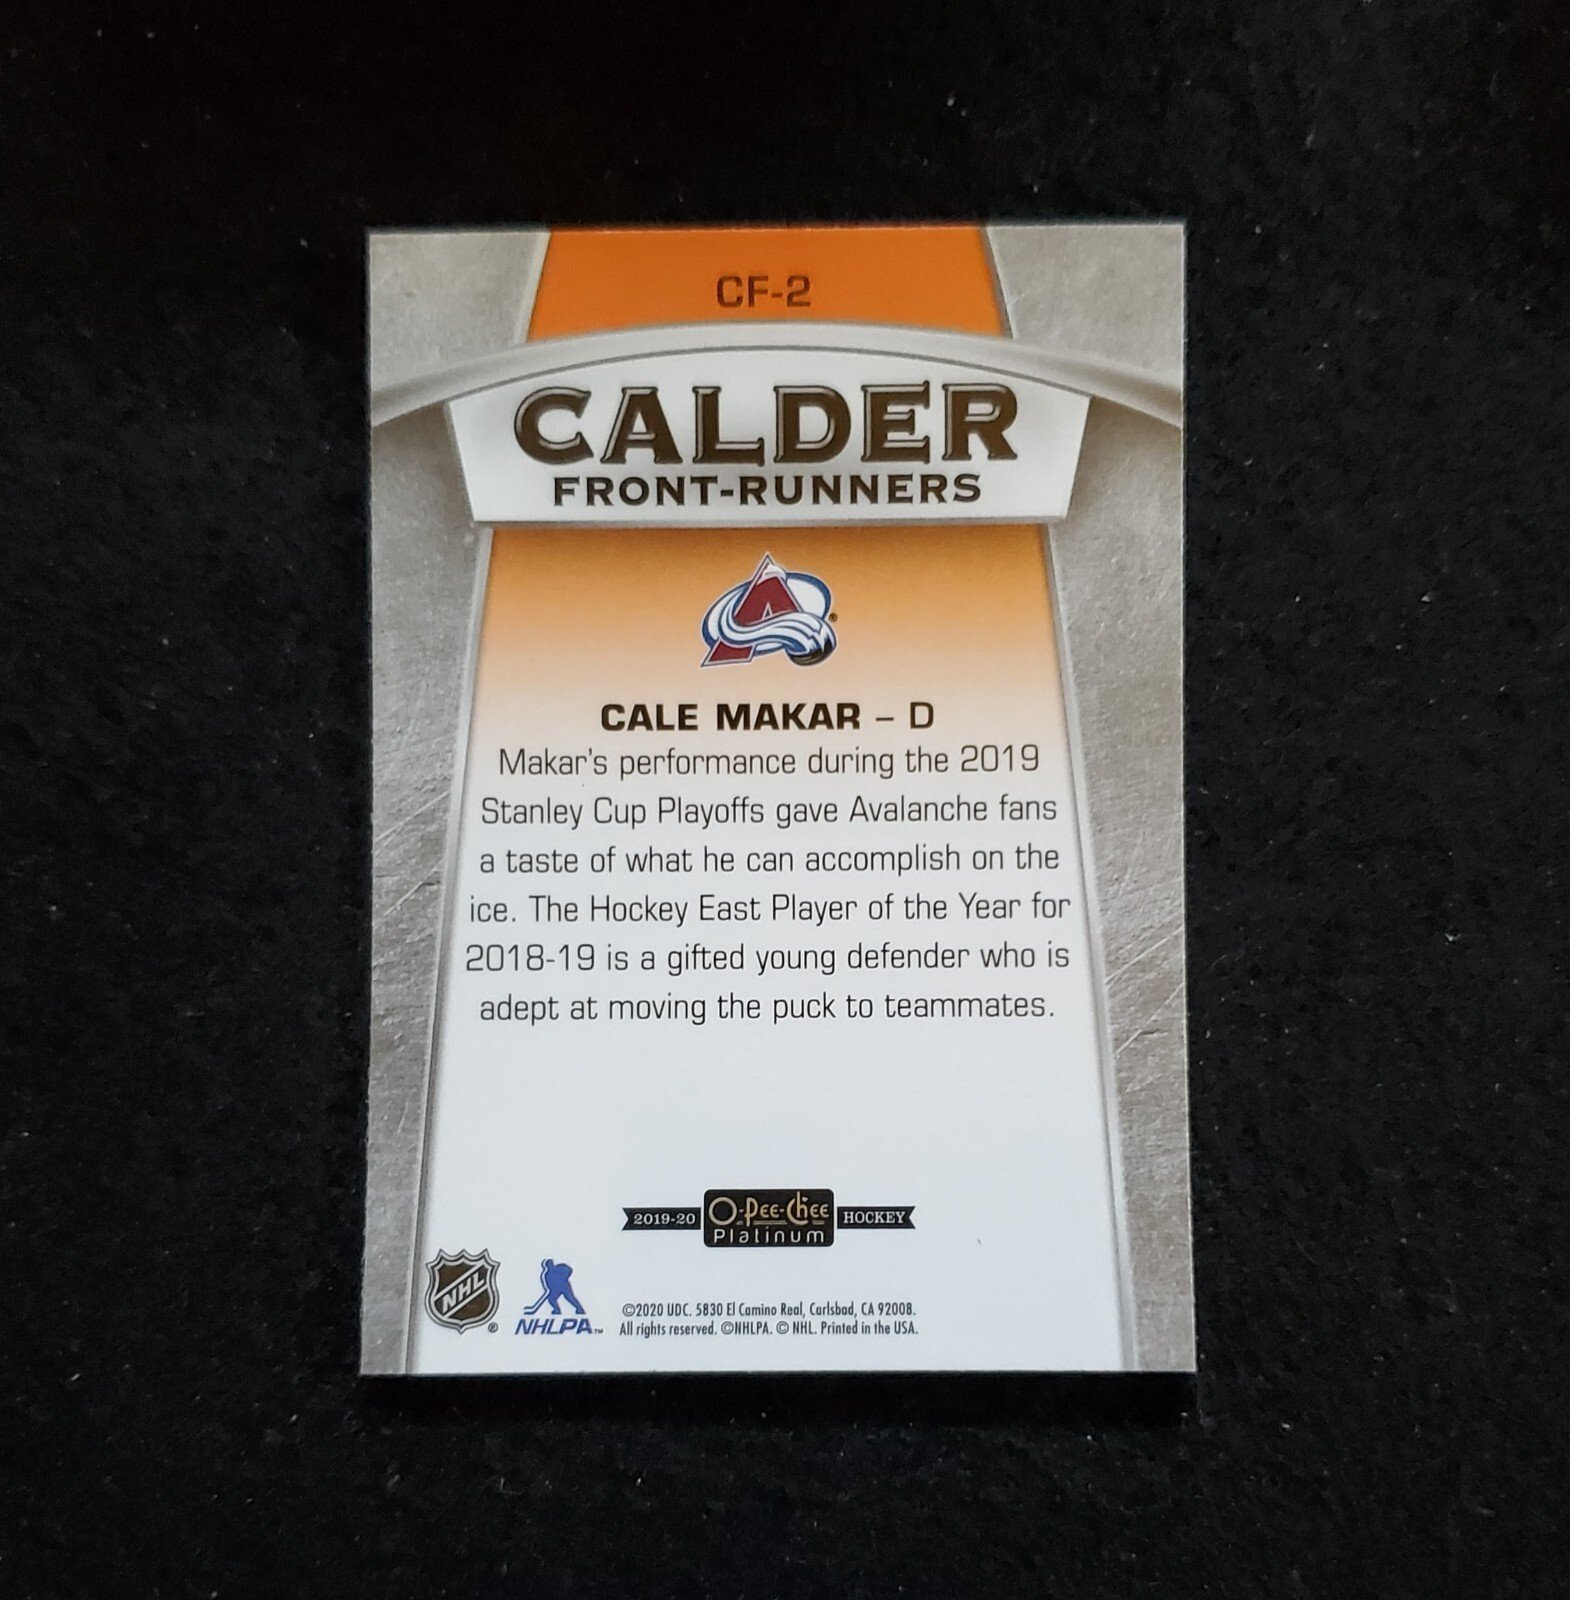 CF-2
CALDER
FRONT-RUNNERS
CALE MAKAR – D
Makar's performance during the 2019
Stanley Cup Playoffs gave Avalanche fans
a taste of what he can accomplish on the
ice. The Hockey East Player of the Year for
2018-19 is a gifted young defender who is
adept at moving the puck to teammates.
2019-20 O-Pee-Chee HOCKEY
Platinum
NHL ®
NHLPA™
©2020 UDC. 5830 El Camino Real, Carlsbad, CA 92008.
All rights reserved. ©NHLPA. © NHL. Printed in the USA.